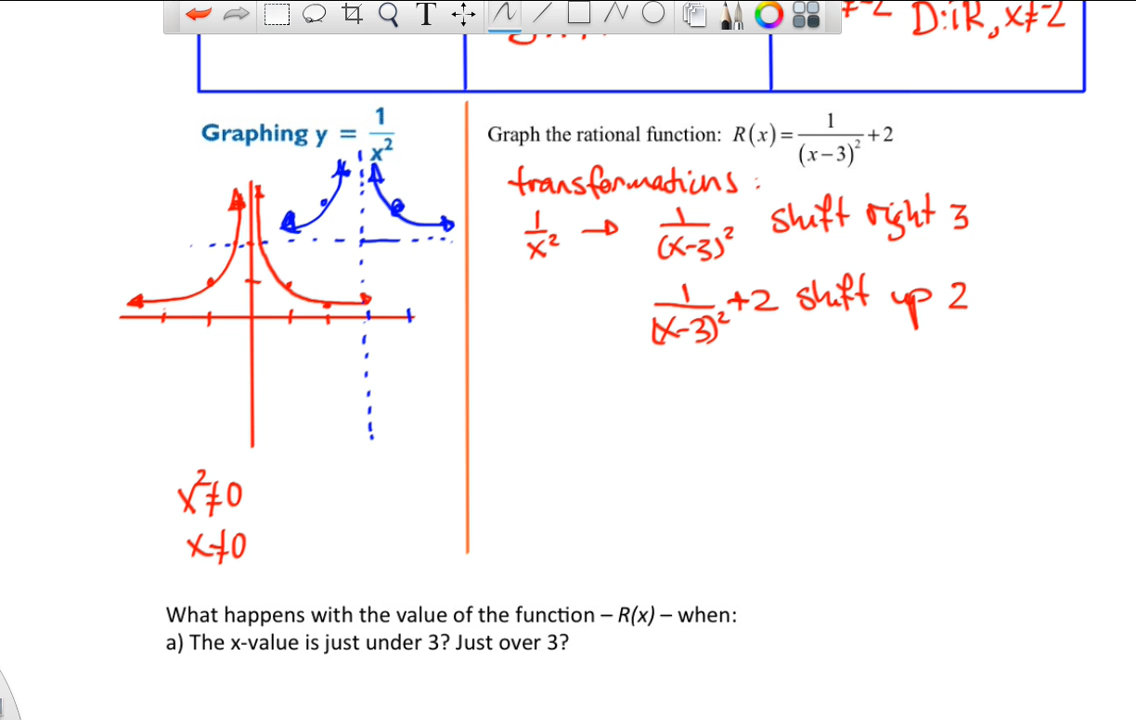 T
≠-2 D:ℝ, x≠-2
Graphing y = 1/x²
Graph the rational function: R(x) = 1/(x−3)² + 2
transformations:
1/x² → 1/(x-3)² shift right 3
1/(x-3)² +2 shift up 2
x²≠0
x≠0
What happens with the value of the function – R(x) – when:
a) The x-value is just under 3? Just over 3?